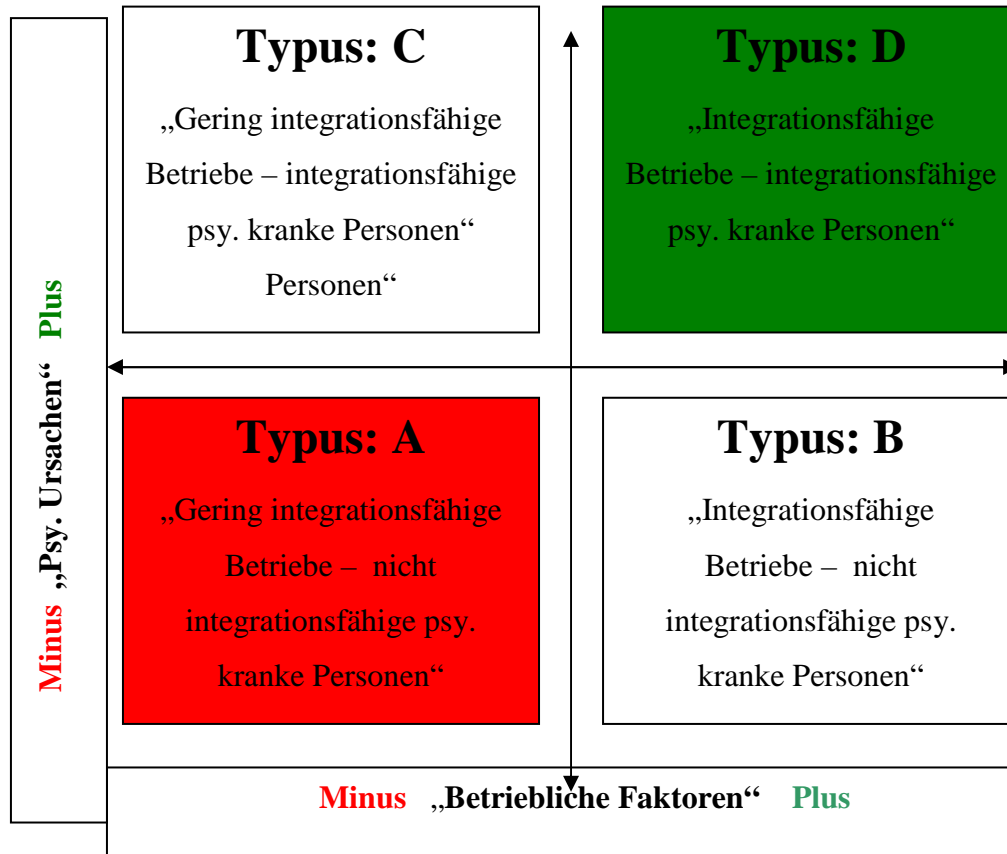 Typus: C
„Gering integrationsfähige
Betriebe – integrationsfähige
psy. kranke Personen“
Personen“
Typus: D
„Integrationsfähige
Betriebe – integrationsfähige
psy. kranke Personen“
Minus „Psy. Ursachen“ Plus
Typus: A
„Gering integrationsfähige
Betriebe – nicht
integrationsfähige psy.
kranke Personen“
Typus: B
„Integrationsfähige
Betriebe – nicht
integrationsfähige psy.
kranke Personen“
Minus „Betriebliche Faktoren“ Plus